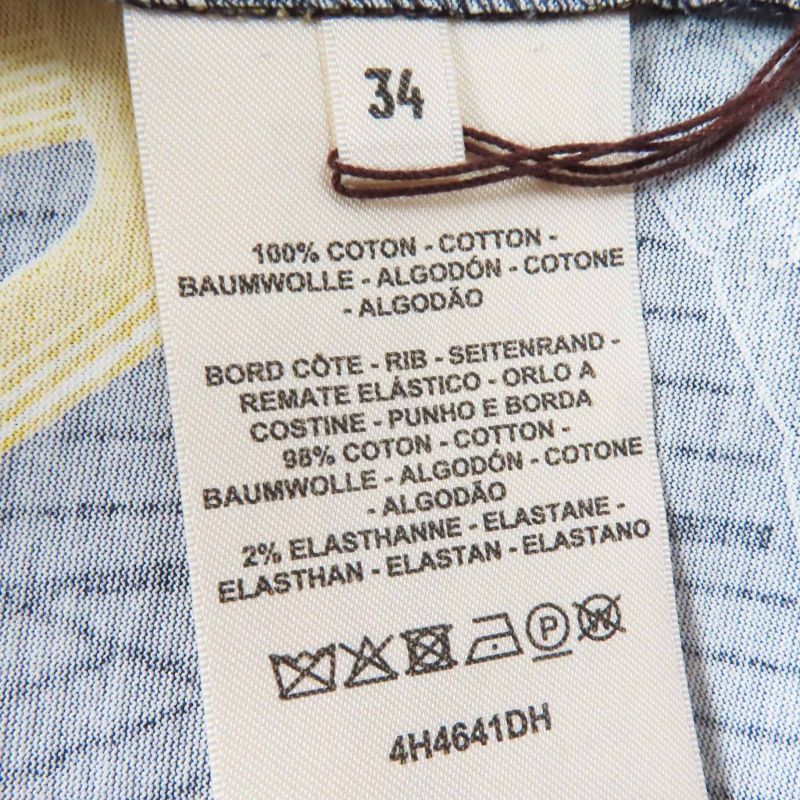 34
100% COTON - COTTON -
BAUMWOLLE - ALGODÓN - COTONE
- ALGODÃO
BORD CÔTE - RIB - SEITENRAND -
REMATE ELÁSTICO - ORLO A
COSTINE - PUNHO E BORDA
98% COTON - COTTON -
BAUMWOLLE - ALGODÓN - COTONE
- ALGODÃO
2% ELASTHANNE - ELASTANE -
ELASTHAN - ELASTAN - ELASTANO
P W
4H4641DH